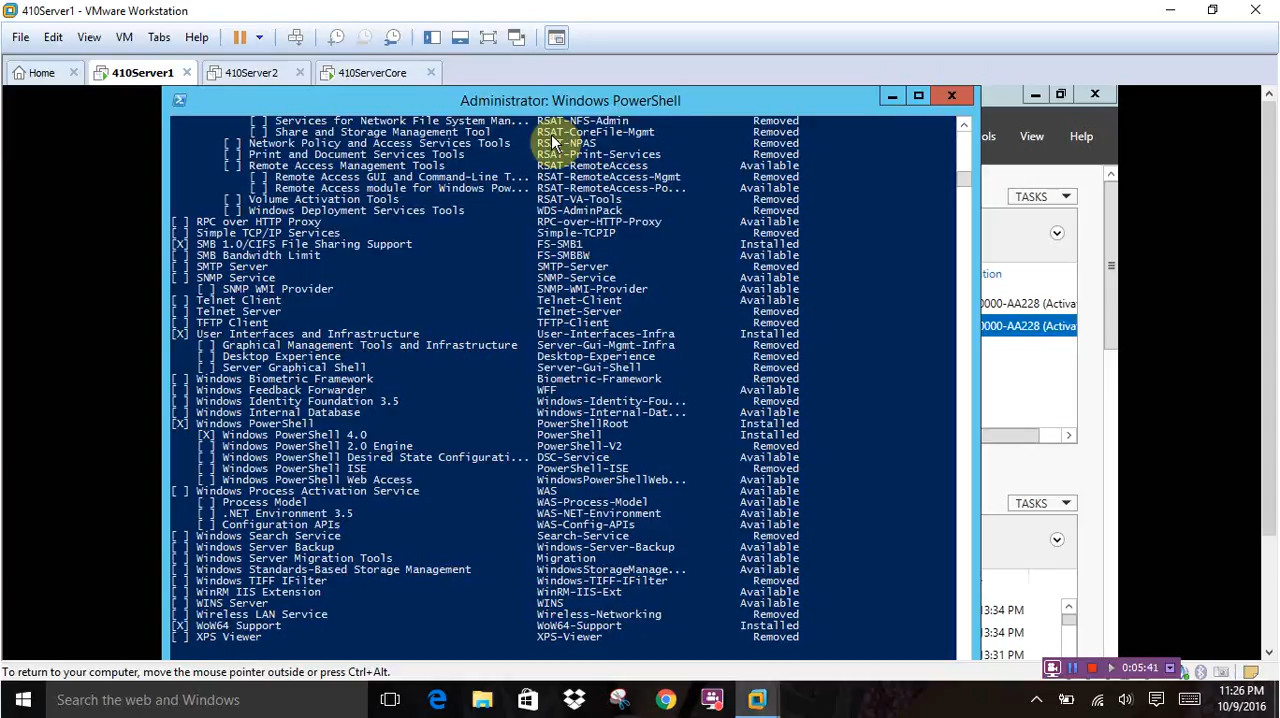 410Server1 - VMware Workstation
File Edit View VM Tabs Help
Home 410Server1 410Server2 410ServerCore
Administrator: Windows PowerShell
[ ] Services for Network File System Man... RSAT-NFS-Admin Removed
[ ] Share and Storage Management Tool RSAT-CoreFile-Mgmt Removed
[ ] Network Policy and Access Services Tools RSAT-NPAS Removed
[ ] Print and Document Services Tools RSAT-Print-Services Removed
[ ] Remote Access Management Tools RSAT-RemoteAccess Available
[ ] Remote Access GUI and Command-Line T... RSAT-RemoteAccess-Mgmt Removed
[ ] Remote Access module for Windows Pow... RSAT-RemoteAccess-Po... Available
[ ] Volume Activation Tools RSAT-VA-Tools Removed
[ ] Windows Deployment Services Tools WDS-AdminPack Removed
[ ] RPC over HTTP Proxy RPC-over-HTTP-Proxy Available
[ ] Simple TCP/IP Services Simple-TCPIP Removed
[X] SMB 1.0/CIFS File Sharing Support FS-SMB1 Installed
[ ] SMB Bandwidth Limit FS-SMBBW Available
[ ] SMTP Server SMTP-Server Removed
[ ] SNMP Service SNMP-Service Available
[ ] SNMP WMI Provider SNMP-WMI-Provider Available
[ ] Telnet Client Telnet-Client Available
[ ] Telnet Server Telnet-Server Removed
[ ] TFTP Client TFTP-Client Removed
[X] User Interfaces and Infrastructure User-Interfaces-Infra Installed
[ ] Graphical Management Tools and Infrastructure Server-Gui-Mgmt-Infra Removed
[ ] Desktop Experience Desktop-Experience Removed
[ ] Server Graphical Shell Server-Gui-Shell Removed
[ ] Windows Biometric Framework Biometric-Framework Removed
[ ] Windows Feedback Forwarder WFF Available
[ ] Windows Identity Foundation 3.5 Windows-Identity-Fou... Removed
[ ] Windows Internal Database Windows-Internal-Dat... Available
[X] Windows PowerShell PowerShellRoot Installed
[X] Windows PowerShell 4.0 PowerShell Installed
[ ] Windows PowerShell 2.0 Engine PowerShell-V2 Removed
[ ] Windows PowerShell Desired State Configurati... DSC-Service Available
[ ] Windows PowerShell ISE PowerShell-ISE Removed
[ ] Windows PowerShell Web Access WindowsPowerShellWeb... Available
[ ] Windows Process Activation Service WAS Available
[ ] Process Model WAS-Process-Model Available
[ ] .NET Environment 3.5 WAS-NET-Environment Available
[ ] Configuration APIs WAS-Config-APIs Available
[ ] Windows Search Service Search-Service Removed
[ ] Windows Server Backup Windows-Server-Backup Available
[ ] Windows Server Migration Tools Migration Available
[ ] Windows Standards-Based Storage Management WindowsStorageManage... Available
[ ] Windows TIFF IFilter Windows-TIFF-IFilter Removed
[ ] WinRM IIS Extension WinRM-IIS-Ext Available
[ ] WINS Server WINS Available
[ ] Wireless LAN Service Wireless-Networking Removed
[X] WoW64 Support WoW64-Support Installed
[ ] XPS Viewer XPS-Viewer Removed
View Help
TASKS
0000-AA228 (Activa
0000-AA228 (Activa
TASKS
13:34 PM
13:34 PM
13:31 PM
To return to your computer, move the mouse pointer outside or press Ctrl+Alt.
0:05:41
Search the web and Windows
11:26 PM
10/9/2016